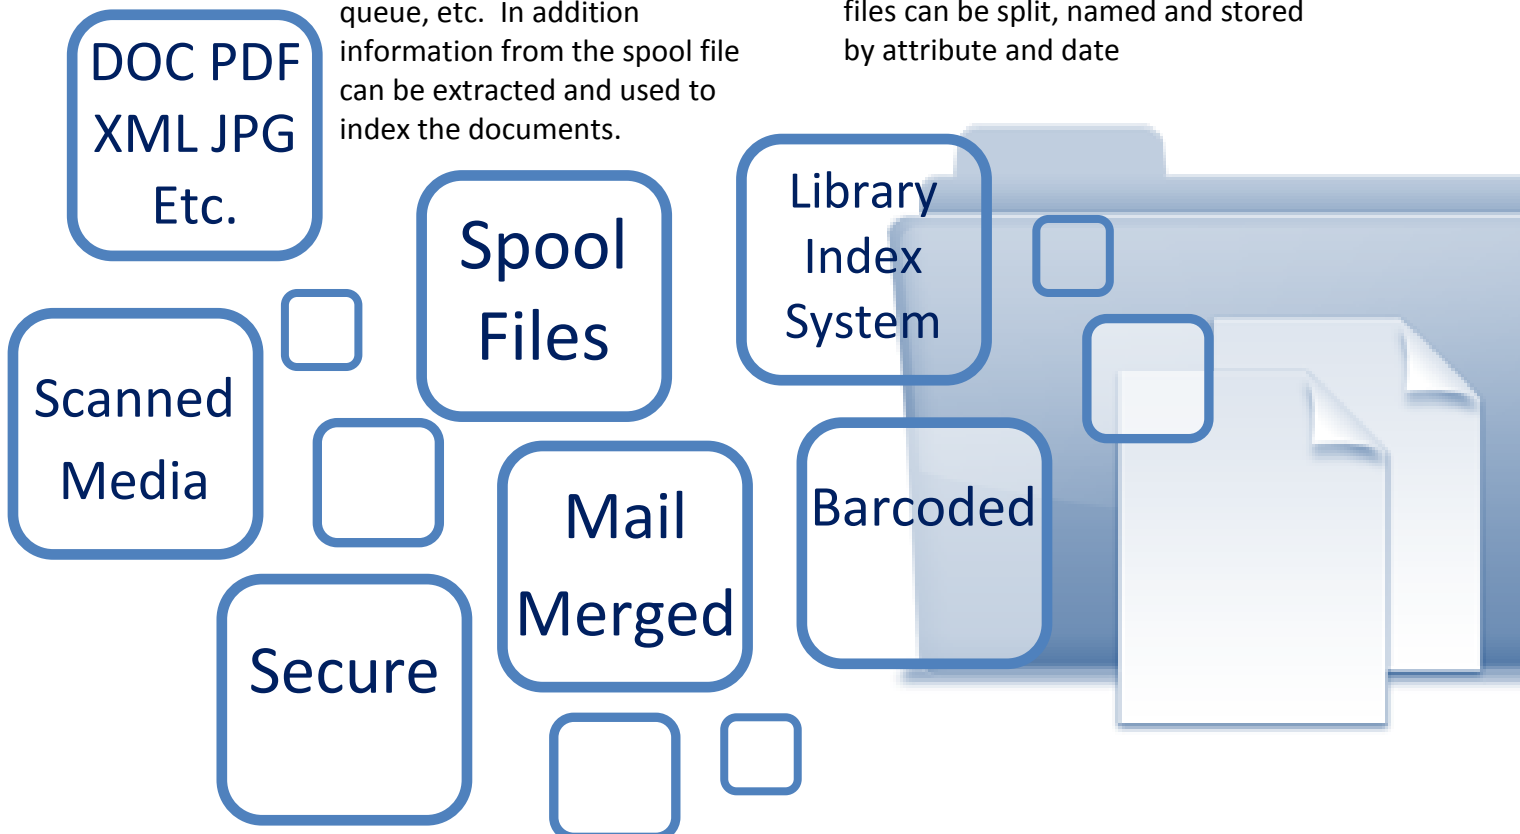 queue, etc.  In addition
information from the spool file
can be extracted and used to
index the documents.
files can be split, named and stored
by attribute and date
DOC PDF
XML JPG
Etc.
Spool
Files
Library
Index
System
Scanned
Media
Mail
Merged
Barcoded
Secure